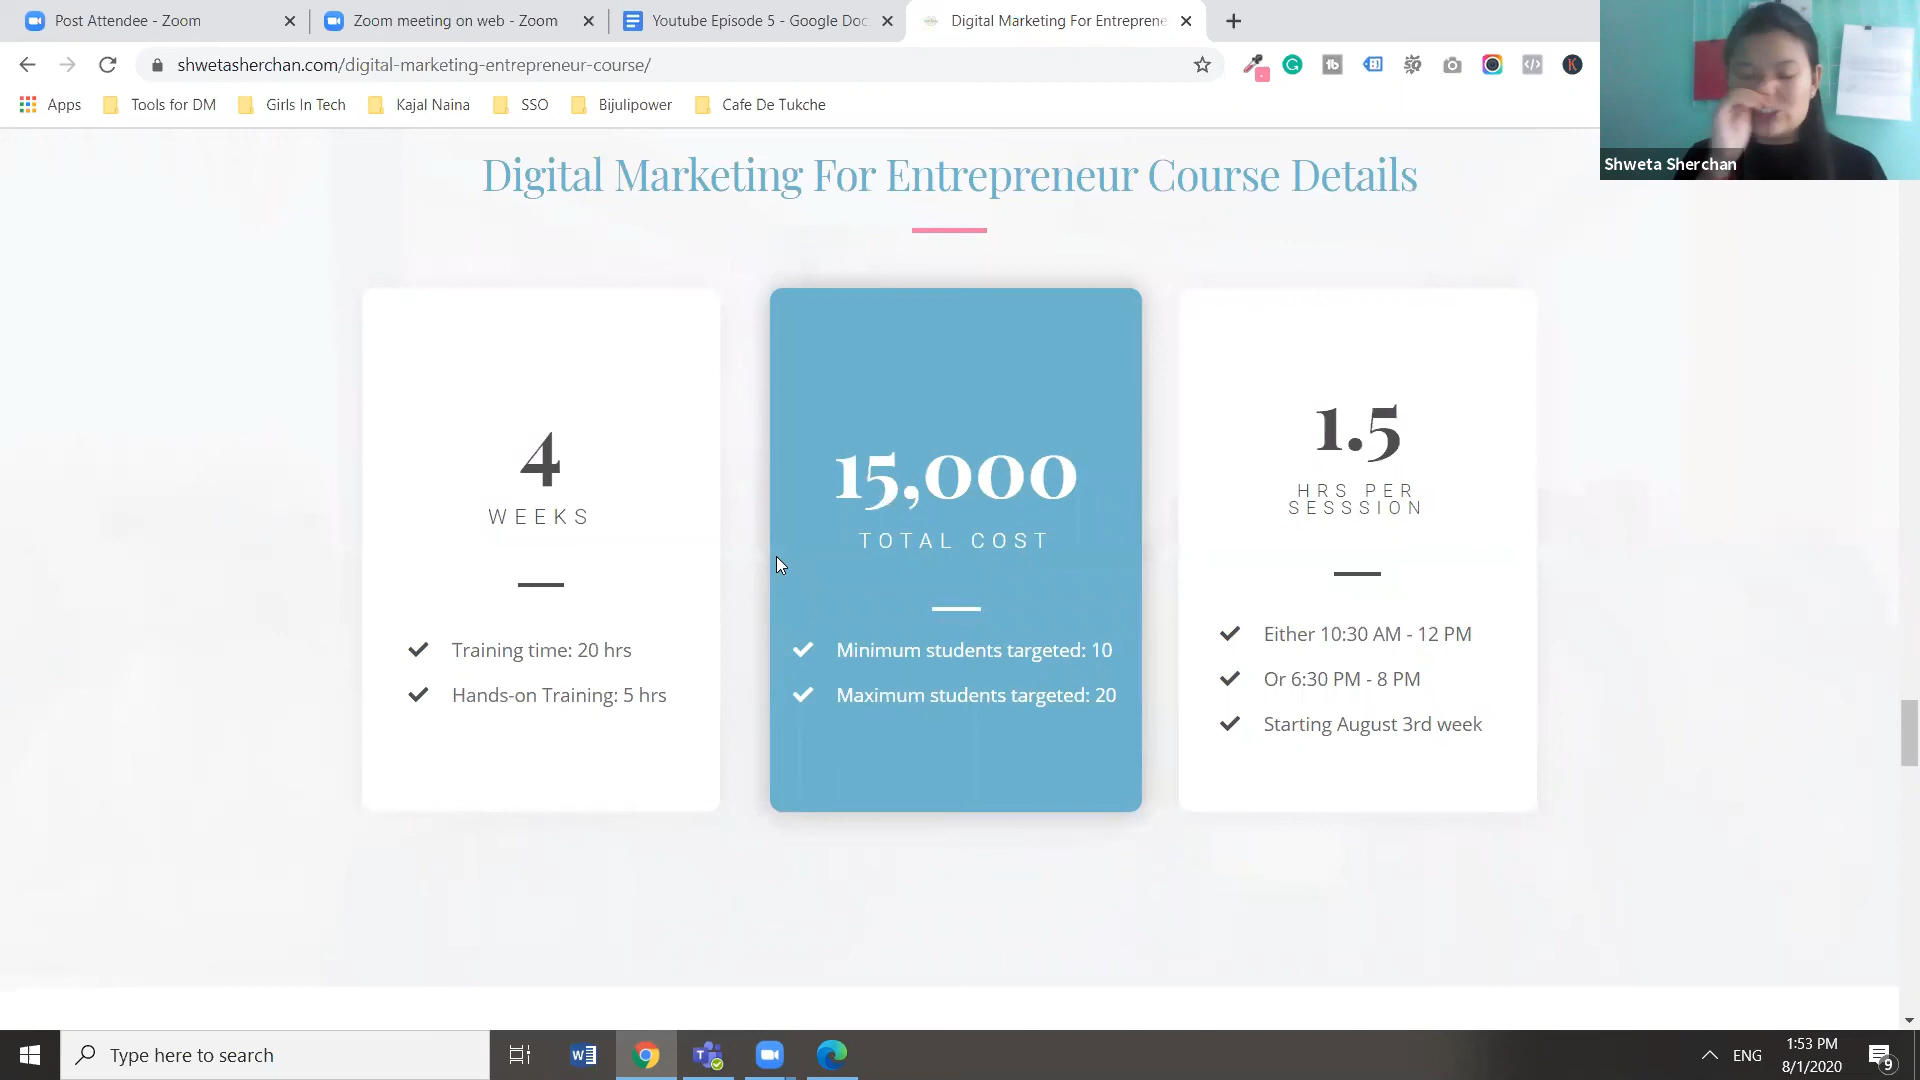 Post Attendee - Zoom
Zoom meeting on web - Zoom
Youtube Episode 5 - Google Doc
Digital Marketing For Entreprene
shwetasherchan.com/digital-marketing-entrepreneur-course/
Apps
Tools for DM
Girls In Tech
Kajal Naina
SSO
Bijulipower
Cafe De Tukche
Shweta Sherchan
Digital Marketing For Entrepreneur Course Details
4
WEEKS
Training time: 20 hrs
Hands-on Training: 5 hrs
15,000
TOTAL COST
Minimum students targeted: 10
Maximum students targeted: 20
1.5
HRS PER
SESSSION
Either 10:30 AM - 12 PM
Or 6:30 PM - 8 PM
Starting August 3rd week
Type here to search
ENG
1:53 PM
8/1/2020
9